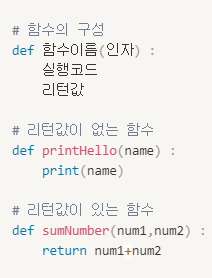 # 함수의 구성
def 함수이름(인자) :
    실행코드
    리턴값

# 리턴값이 없는 함수
def printHello(name) :
    print(name)

# 리턴값이 있는 함수
def sumNumber(num1,num2) :
    return num1+num2